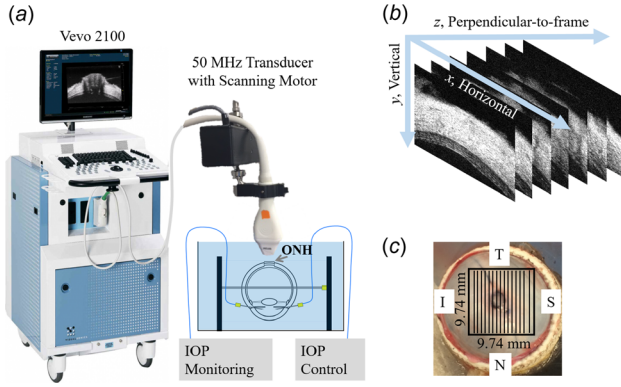 (a)
Vevo 2100
50 MHz Transducer
with Scanning Motor
ONH
IOP
Monitoring
IOP
Control
(b)
z, Perpendicular-to-frame
y, Vertical
x, Horizontal
(c)
T
I
S
N
9.74 mm
9.74 mm